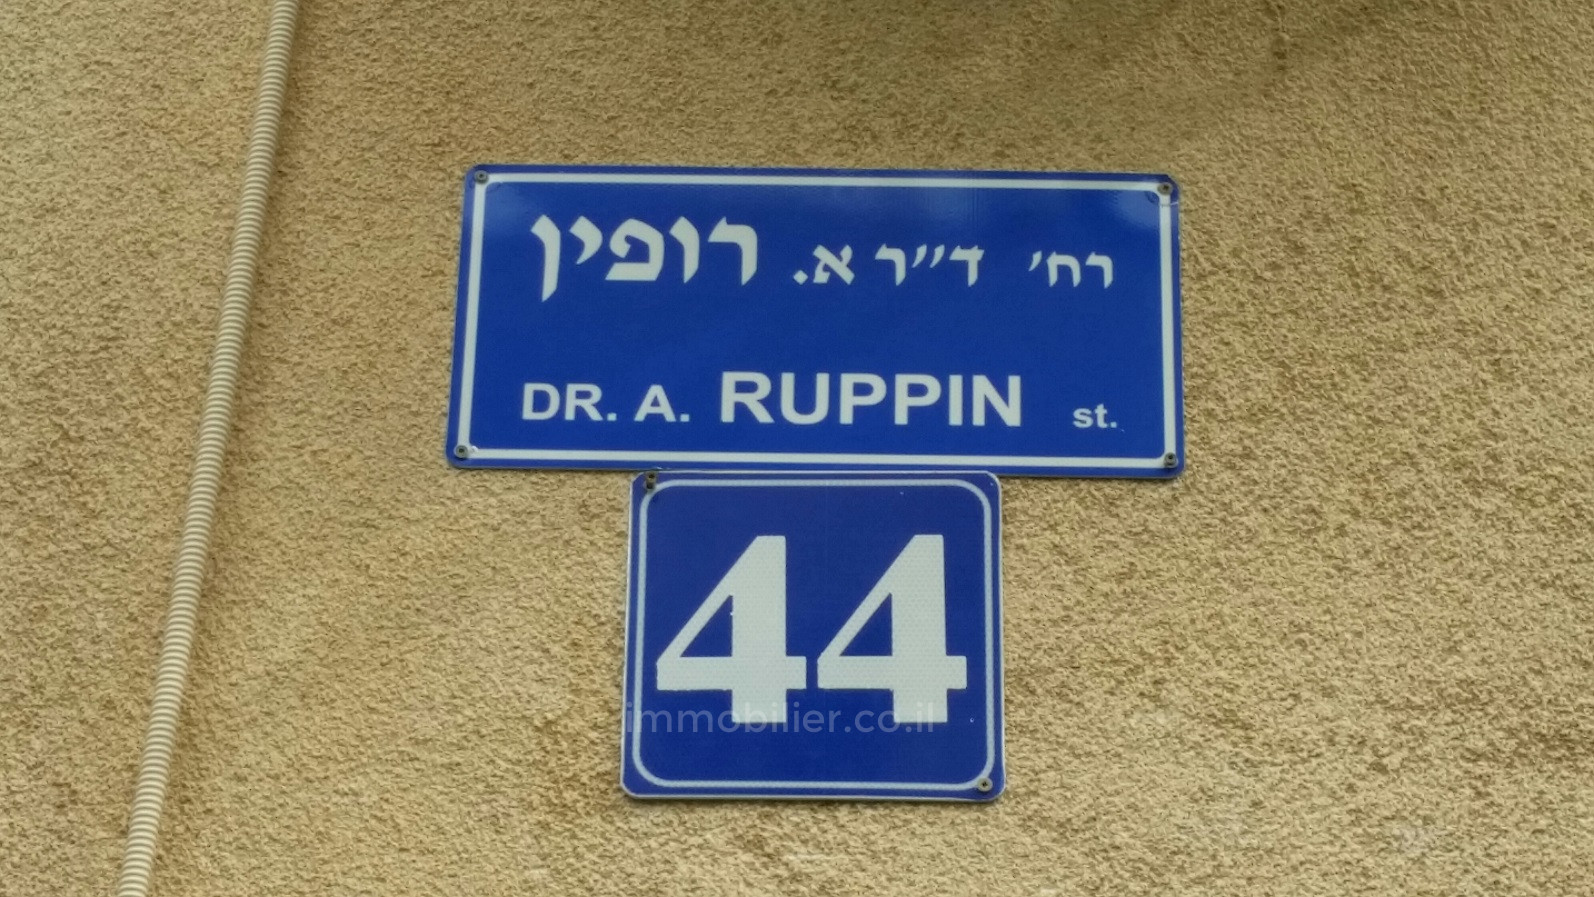 רח' ד"ר א. רופין
DR. A. RUPPIN st.
44
immobilier.co.il